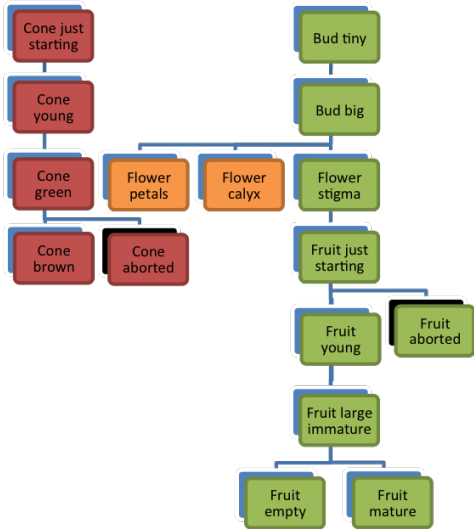 Cone just
starting
Bud tiny
Cone
young
Bud big
Cone
green
Flower
petals
Flower
calyx
Flower
stigma
Cone
brown
Cone
aborted
Fruit just
starting
Fruit
young
Fruit
aborted
Fruit large
immature
Fruit
empty
Fruit
mature